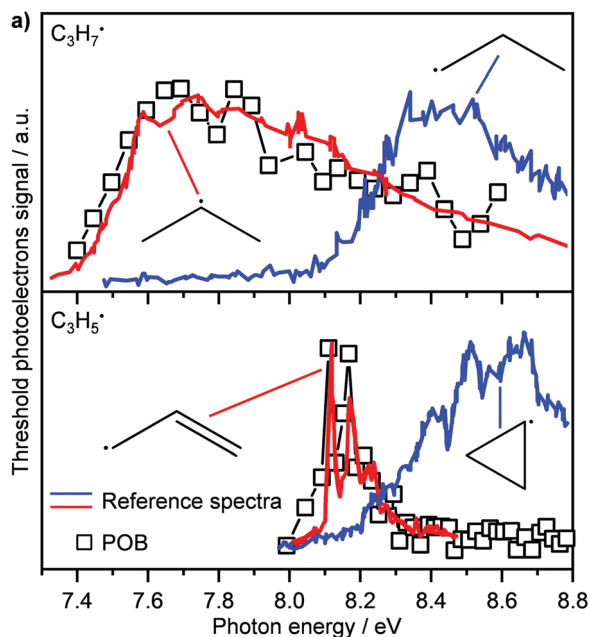 a)
C₃H₇•
Threshold photoelectrons signal / a.u.
C₃H₅•
Reference spectra
POB
7.4 7.6 7.8 8.0 8.2 8.4 8.6 8.8
Photon energy / eV